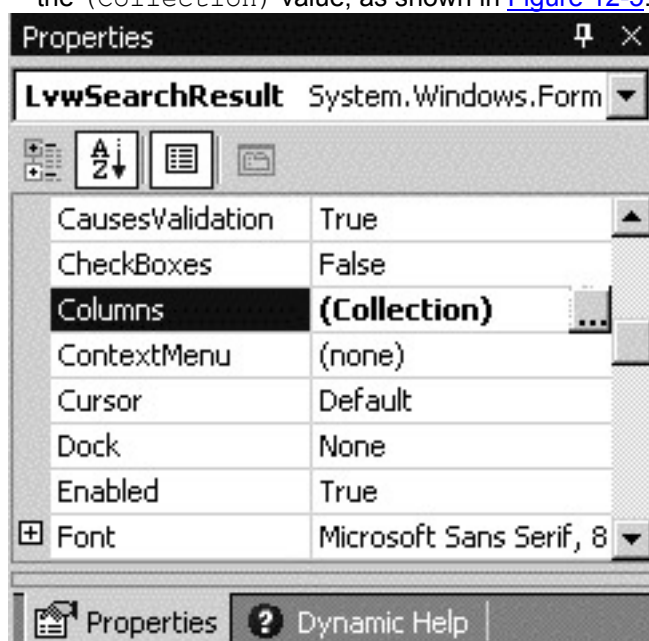 the (Collection) value, as shown in Figure 12-5.
Properties
LvwSearchResult System.Windows.Form
CausesValidation True
CheckBoxes False
Columns (Collection) ...
ContextMenu (none)
Cursor Default
Dock None
Enabled True
Font Microsoft Sans Serif, 8
Properties Dynamic Help